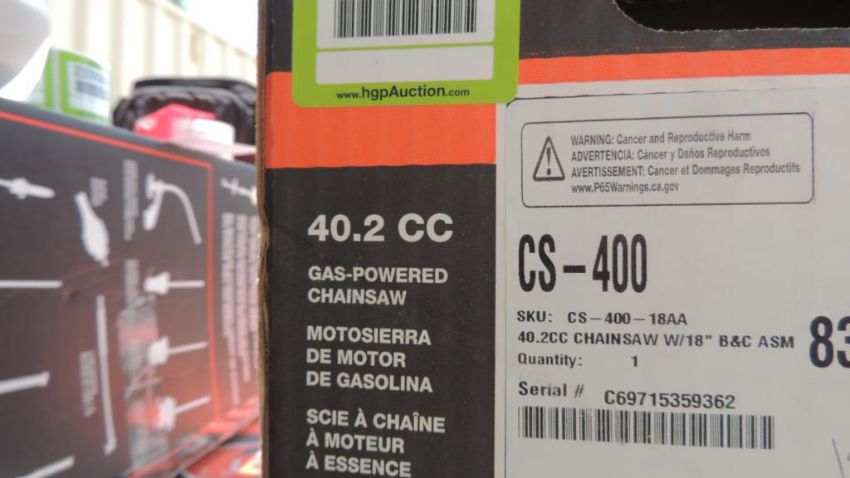 www.hgpAuction.com
40.2 CC
GAS-POWERED
CHAINSAW
MOTOSIERRA
DE MOTOR
DE GASOLINA
SCIE À CHAÎNE
À MOTEUR
À ESSENCE
WARNING: Cancer and Reproductive Harm
ADVERTENCIA: Cáncer y Daños Reproductivos
AVERTISSEMENT: Cancer et Dommages Reproductifs
www.P65Warnings.ca.gov
CS-400
SKU: CS-400-18AA
40.2CC CHAINSAW W/18" B&C ASM
Quantity: 1
Serial # C69715359362
83